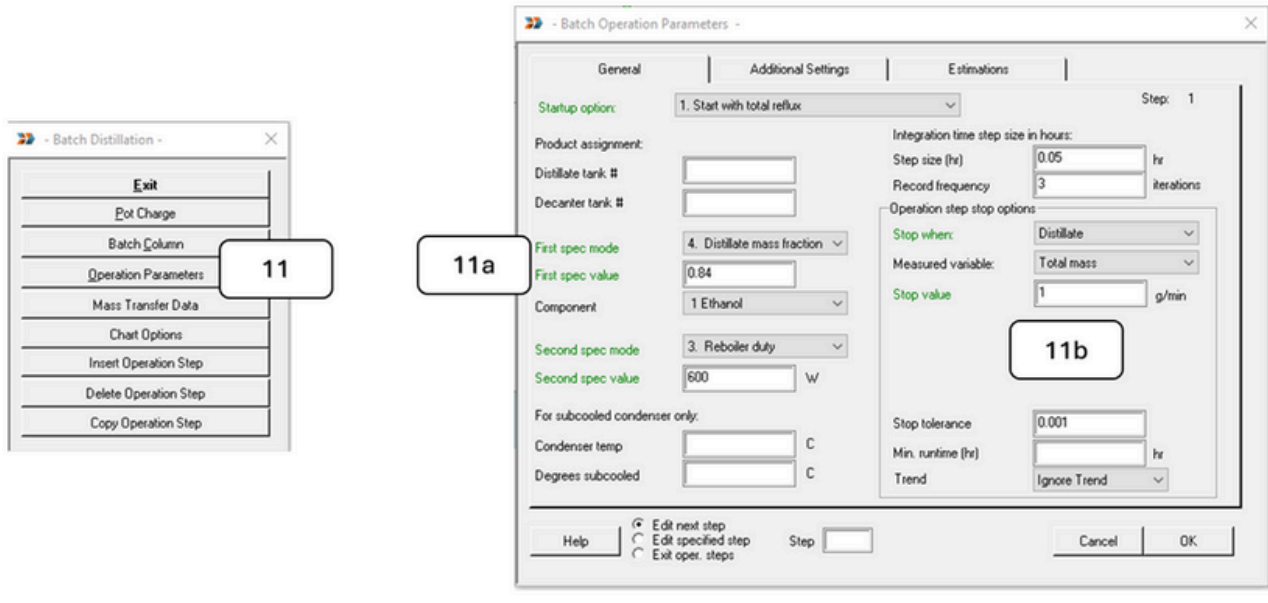 - Batch Distillation -
Exit
Pot Charge
Batch Column
Operation Parameters
Mass Transfer Data
Chart Options
Insert Operation Step
Delete Operation Step
Copy Operation Step
11
- Batch Operation Parameters -
General Additional Settings Estimations
Startup option: 1. Start with total reflux
Step: 1
Product assignment:
Distillate tank #
Decanter tank #
11a
First spec mode 4. Distillate mass fraction
First spec value 0.84
Component 1 Ethanol
Second spec mode 3. Reboiler duty
Second spec value 600 W
For subcooled condenser only:
Condenser temp C
Degrees subcooled C
Integration time step size in hours:
Step size (hr) 0.05 hr
Record frequency 3 iterations
Operation step stop options
Stop when: Distillate
Measured variable: Total mass
Stop value 1 g/min
11b
Stop tolerance 0.001
Min. runtime (hr) hr
Trend Ignore Trend
Help
Edit next step
Edit specified step
Exit oper. steps
Step
Cancel OK